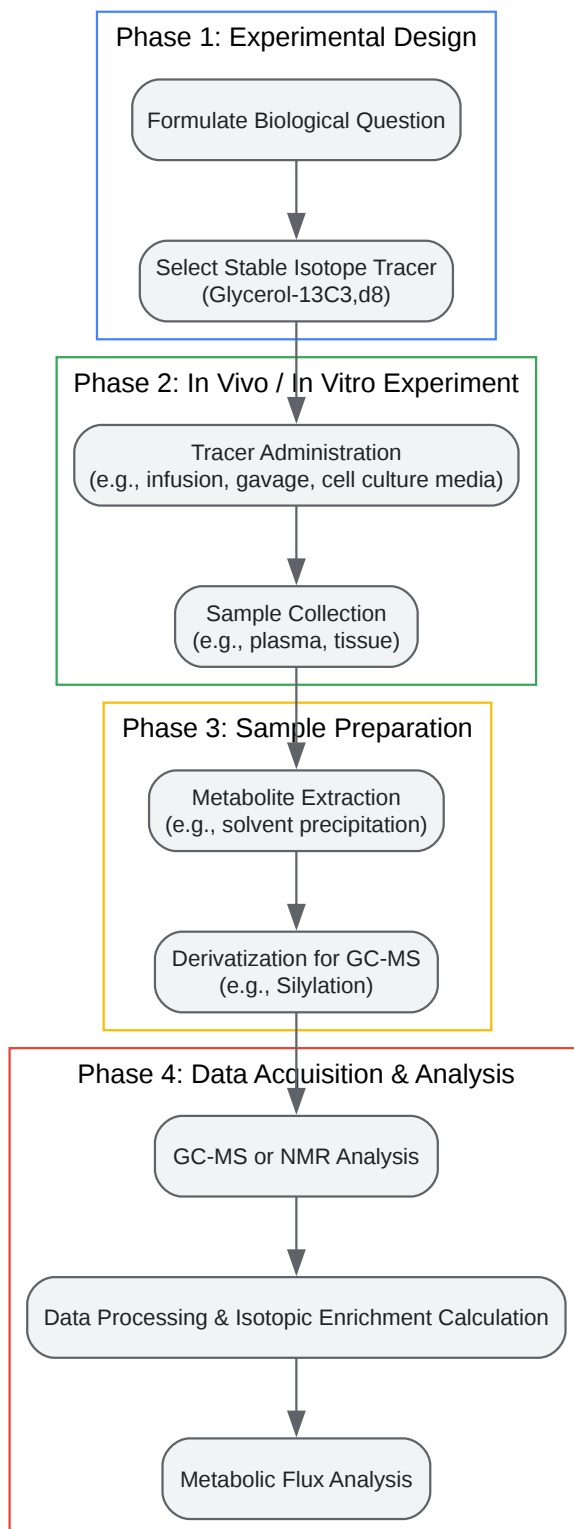 Phase 1: Experimental Design
Formulate Biological Question
Select Stable Isotope Tracer
(Glycerol-13C3,d8)
Phase 2: In Vivo / In Vitro Experiment
Tracer Administration
(e.g., infusion, gavage, cell culture media)
Sample Collection
(e.g., plasma, tissue)
Phase 3: Sample Preparation
Metabolite Extraction
(e.g., solvent precipitation)
Derivatization for GC-MS
(e.g., Silylation)
Phase 4: Data Acquisition & Analysis
GC-MS or NMR Analysis
Data Processing & Isotopic Enrichment Calculation
Metabolic Flux Analysis